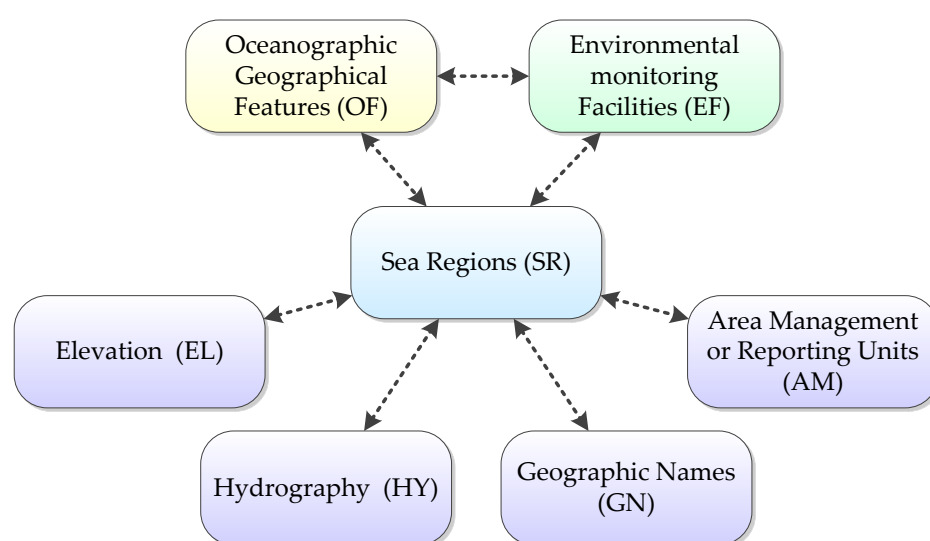 Oceanographic
Geographical
Features (OF)
Environmental
monitoring
Facilities (EF)
Sea Regions (SR)
Elevation  (EL)
Area Management
or Reporting Units
(AM)
Hydrography  (HY)
Geographic Names
(GN)